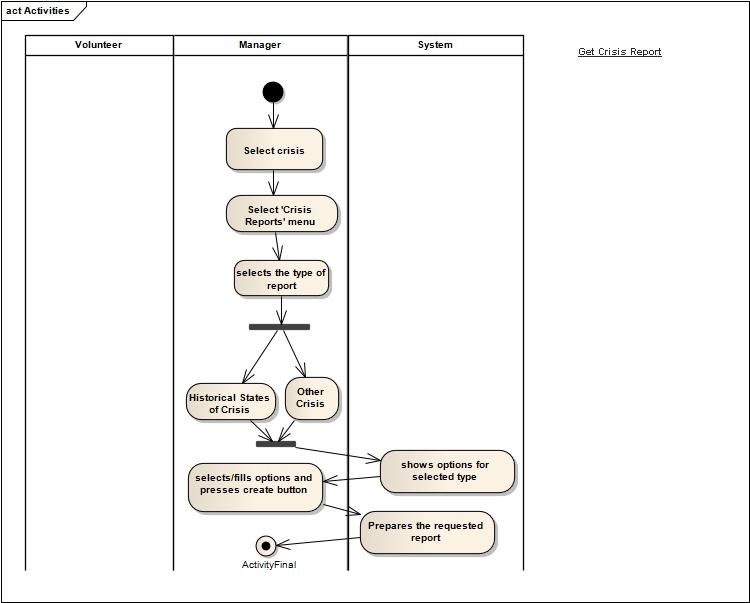 act Activities
Volunteer
Manager
System
Get Crisis Report
Select crisis
Select 'Crisis
Reports' menu
selects the type of
report
Historical States
of Crisis
Other
Crisis
shows options for
selected type
selects/fills options and
presses create button
Prepares the requested
report
ActivityFinal